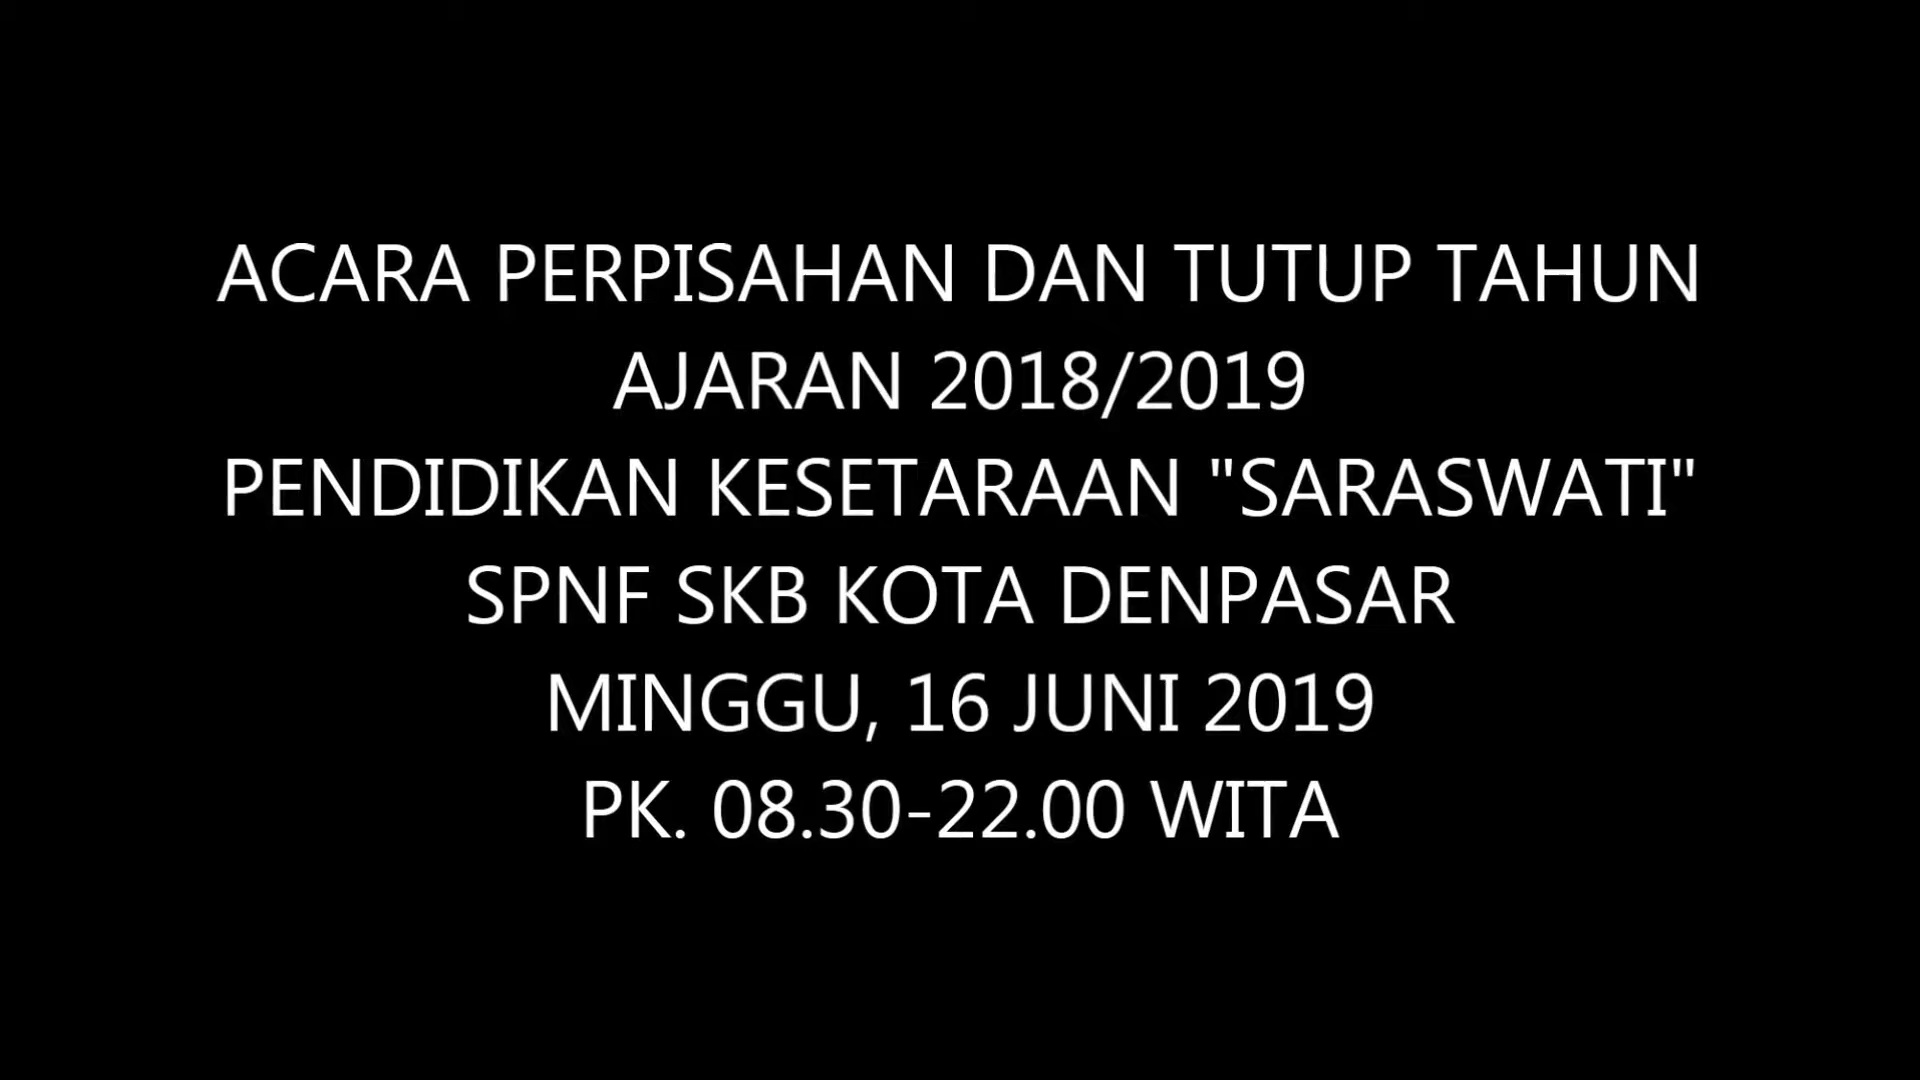 ACARA PERPISAHAN DAN TUTUP TAHUN
AJARAN 2018/2019
PENDIDIKAN KESETARAAN "SARASWATI"
SPNF SKB KOTA DENPASAR
MINGGU, 16 JUNI 2019
PK. 08.30-22.00 WITA